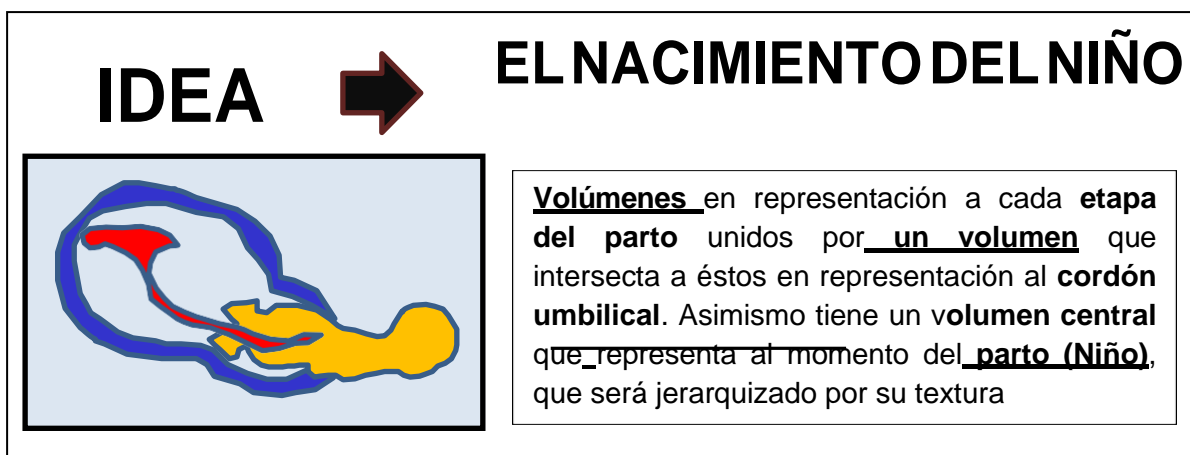 IDEA
EL NACIMIENTO DEL NIÑO
Volúmenes en representación a cada etapa
del parto unidos por un volumen que
intersecta a éstos en representación al cordón
umbilical. Asimismo tiene un volumen central
que representa al momento del parto (Niño),
que será jerarquizado por su textura